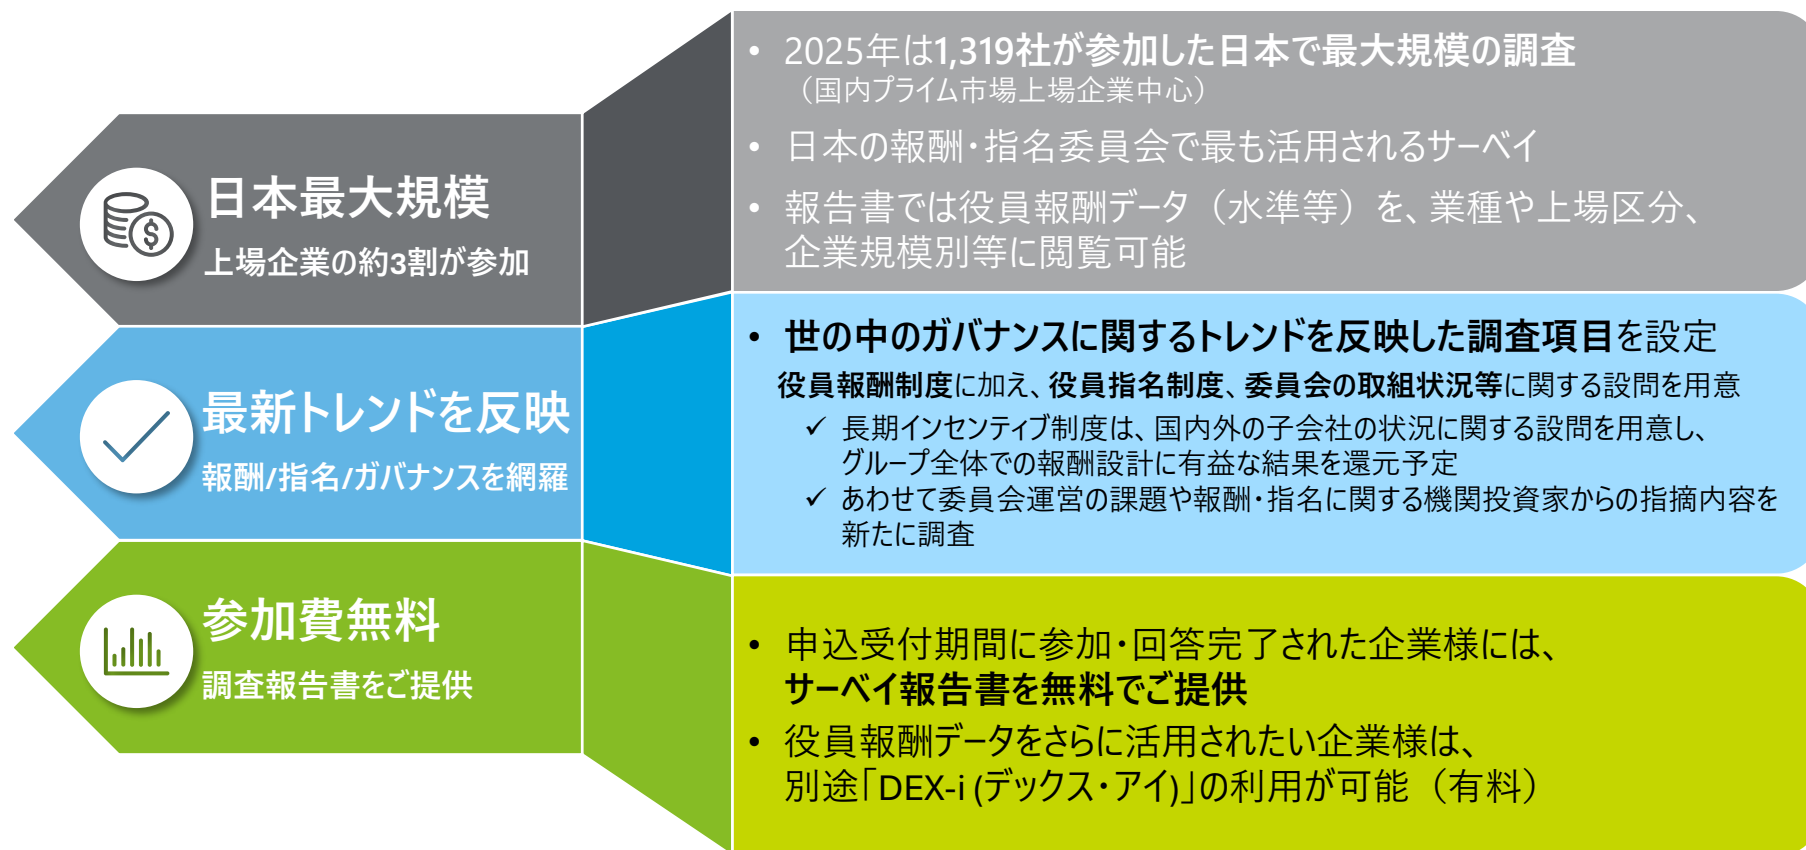 日本最大規模
上場企業の約3割が参加
• 2025年は1,319社が参加した日本で最大規模の調査
（国内プライム市場上場企業中心）
• 日本の報酬・指名委員会で最も活用されるサーベイ
• 報告書では役員報酬データ（水準等）を、業種や上場区分、
企業規模別等に閲覧可能
最新トレンドを反映
報酬/指名/ガバナンスを網羅
• 世の中のガバナンスに関するトレンドを反映した調査項目を設定
役員報酬制度に加え、役員指名制度、委員会の取組状況等に関する設問を用意
✓ 長期インセンティブ制度は、国内外の子会社の状況に関する設問を用意し、
グループ全体での報酬設計に有益な結果を還元予定
✓ あわせて委員会運営の課題や報酬・指名に関する機関投資家からの指摘内容を
新たに調査
参加費無料
調査報告書をご提供
• 申込受付期間に参加・回答完了された企業様には、
サーベイ報告書を無料でご提供
• 役員報酬データをさらに活用されたい企業様は、
別途「DEX-i (デックス・アイ)」の利用が可能（有料）